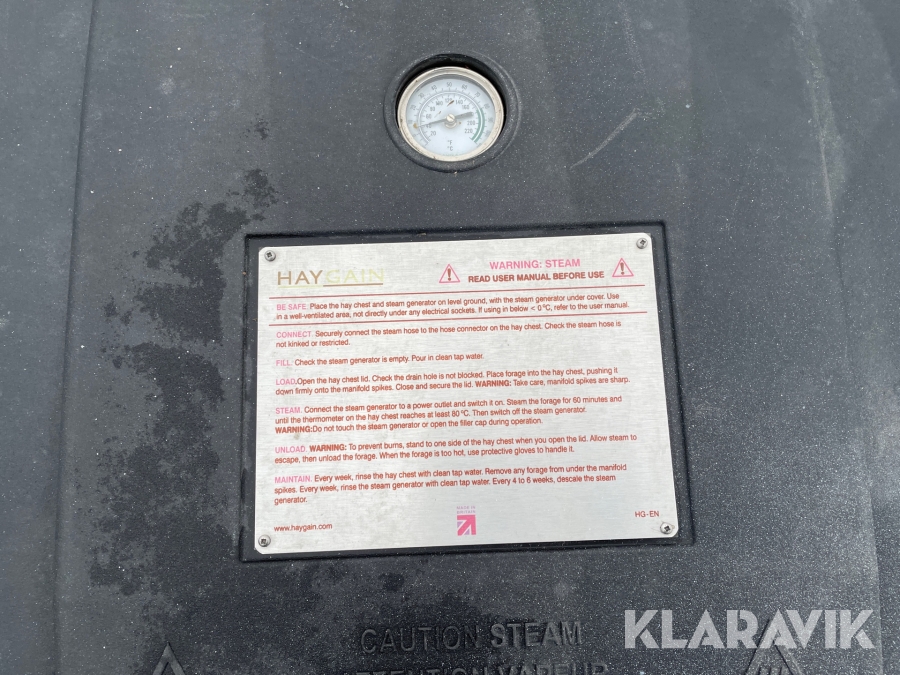 HAYGAIN
WARNING: STEAM
READ USER MANUAL BEFORE USE
BE SAFE. Place the hay chest and steam generator on level ground, with the steam generator under cover. Use
in a well-ventilated area, not directly under any electrical sockets. If using in below < 0 °C, refer to the user manual.
CONNECT. Securely connect the steam hose to the hose connector on the hay chest. Check the steam hose is
not kinked or restricted.
FILL. Check the steam generator is empty. Pour in clean tap water.
LOAD.Open the hay chest lid. Check the drain hole is not blocked. Place forage into the hay chest, pushing it
down firmly onto the manifold spikes. Close and secure the lid. WARNING: Take care, manifold spikes are sharp.
STEAM. Connect the steam generator to a power outlet and switch it on. Steam the forage for 60 minutes and
until the thermometer on the hay chest reaches at least 80 °C. Then switch off the steam generator.
WARNING:Do not touch the steam generator or open the filler cap during operation.
UNLOAD. WARNING: To prevent burns, stand to one side of the hay chest when you open the lid. Allow steam to
escape, then unload the forage. When the forage is too hot, use protective gloves to handle it.
MAINTAIN. Every week, rinse the hay chest with clean tap water. Remove any forage from under the manifold
spikes. Every week, rinse the steam generator with clean tap water. Every 4 to 6 weeks, descale the steam
generator.
MADE IN
BRITAIN
www.haygain.com
HG-EN
CAUTION STEAM
ATTENTION VAPEUR
KLARAVIK
°F
°C